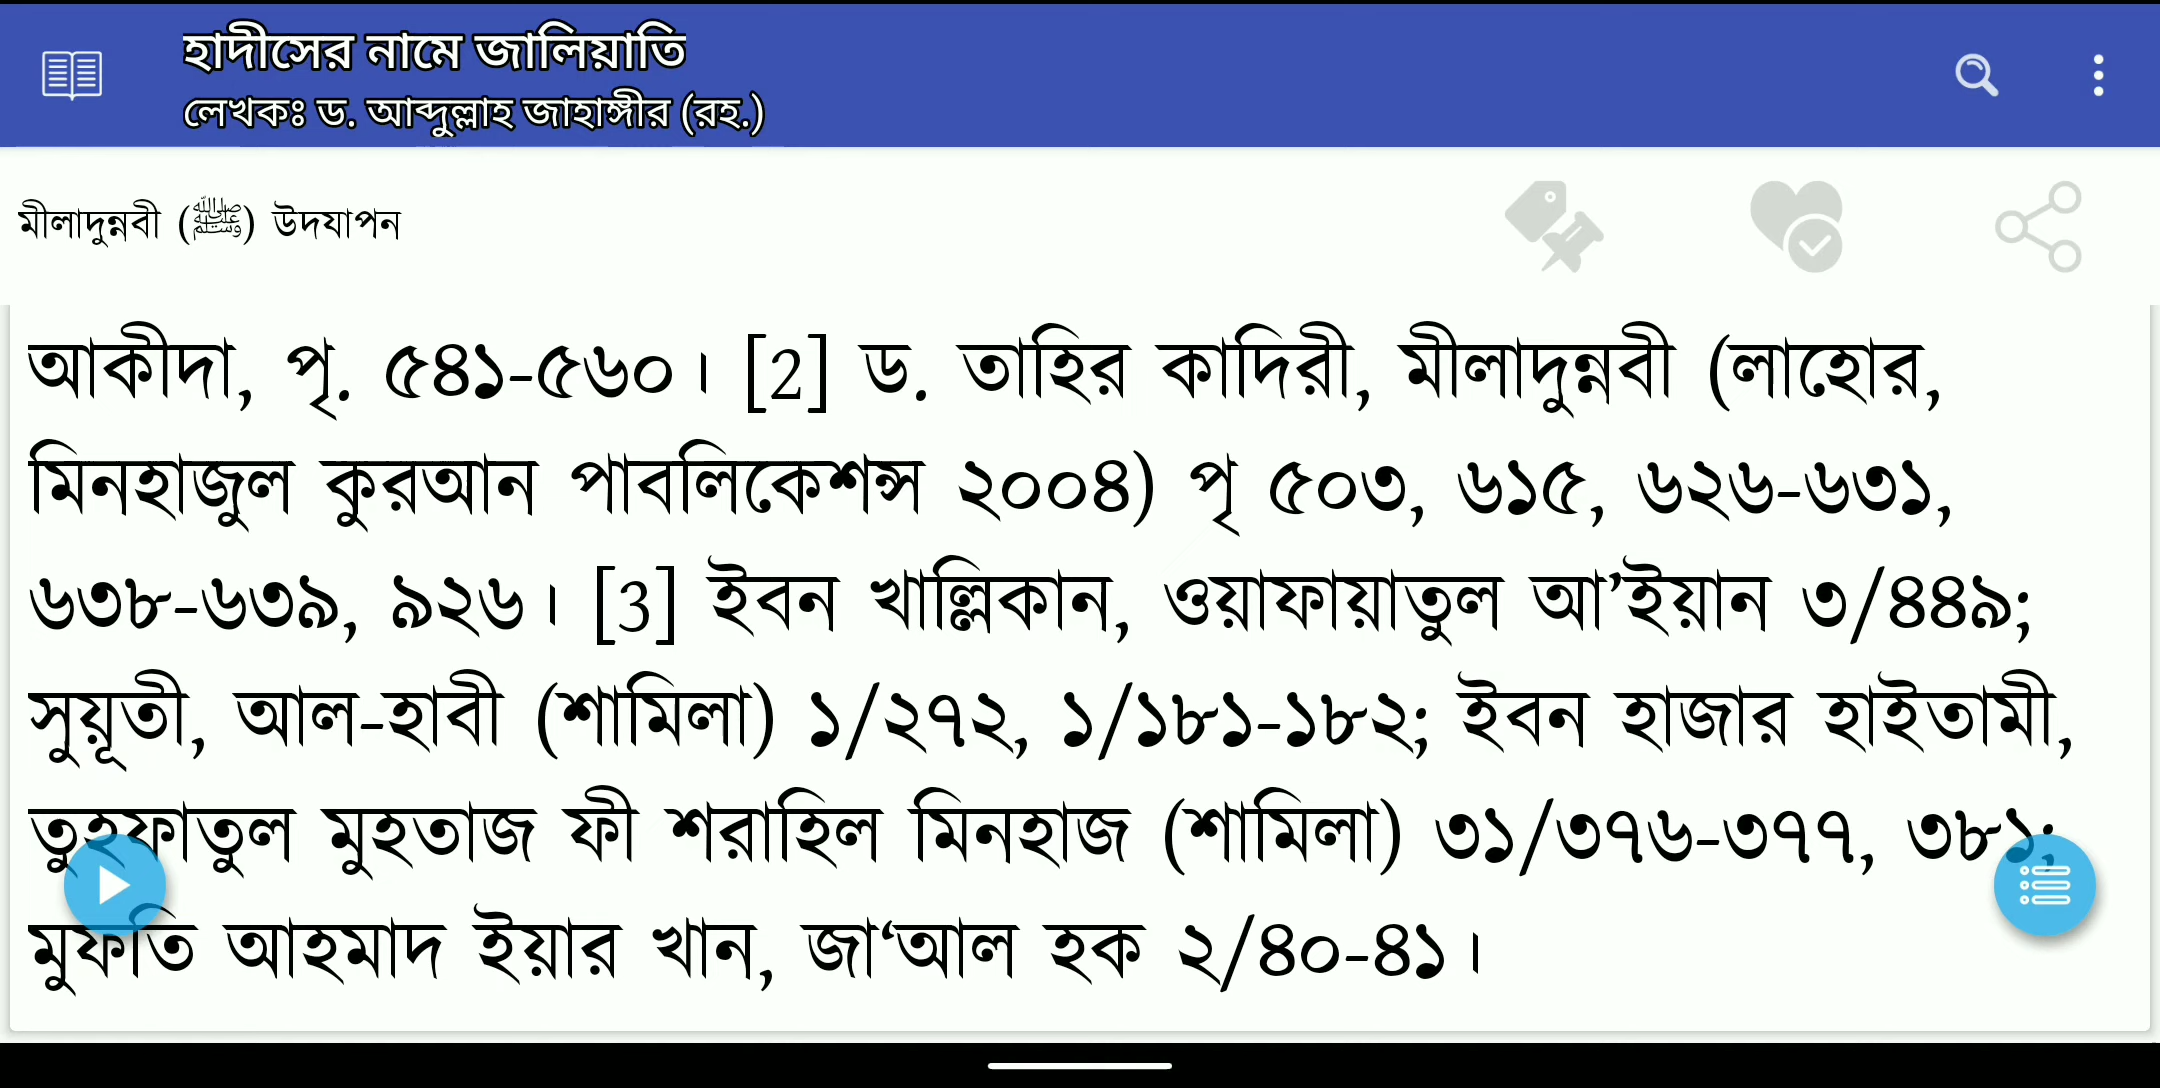 হাদীসের নামে জালিয়াতি
লেখকঃ ড. আব্দুল্লাহ জাহাঙ্গীর (রহ.)
মীলাদুন্নবী (ﷺ) উদযাপন
আকীদা, পৃ. ৫৪১-৫৬০। [2] ড. তাহির কাদিরী, মীলাদুন্নবী (লাহোর,
মিনহাজুল কুরআন পাবলিকেশন্স ২০০৪) পৃ ৫০৩, ৬১৫, ৬২৬-৬৩১,
৬৩৮-৬৩৯, ৯২৬। [3] ইবন খাল্লিকান, ওয়াফায়াতুল আ’ইয়ান ৩/৪৪৯;
সুয়ূতী, আল-হাবী (শামিলা) ১/২৭২, ১/১৮১-১৮২; ইবন হাজার হাইতামী,
তুহফাতুল মুহতাজ ফী শরাহিল মিনহাজ (শামিলা) ৩১/৩৭৬-৩৭৭, ৩৮১;
মুফতি আহমাদ ইয়ার খান, জা‘আল হক ২/৪০-৪১।